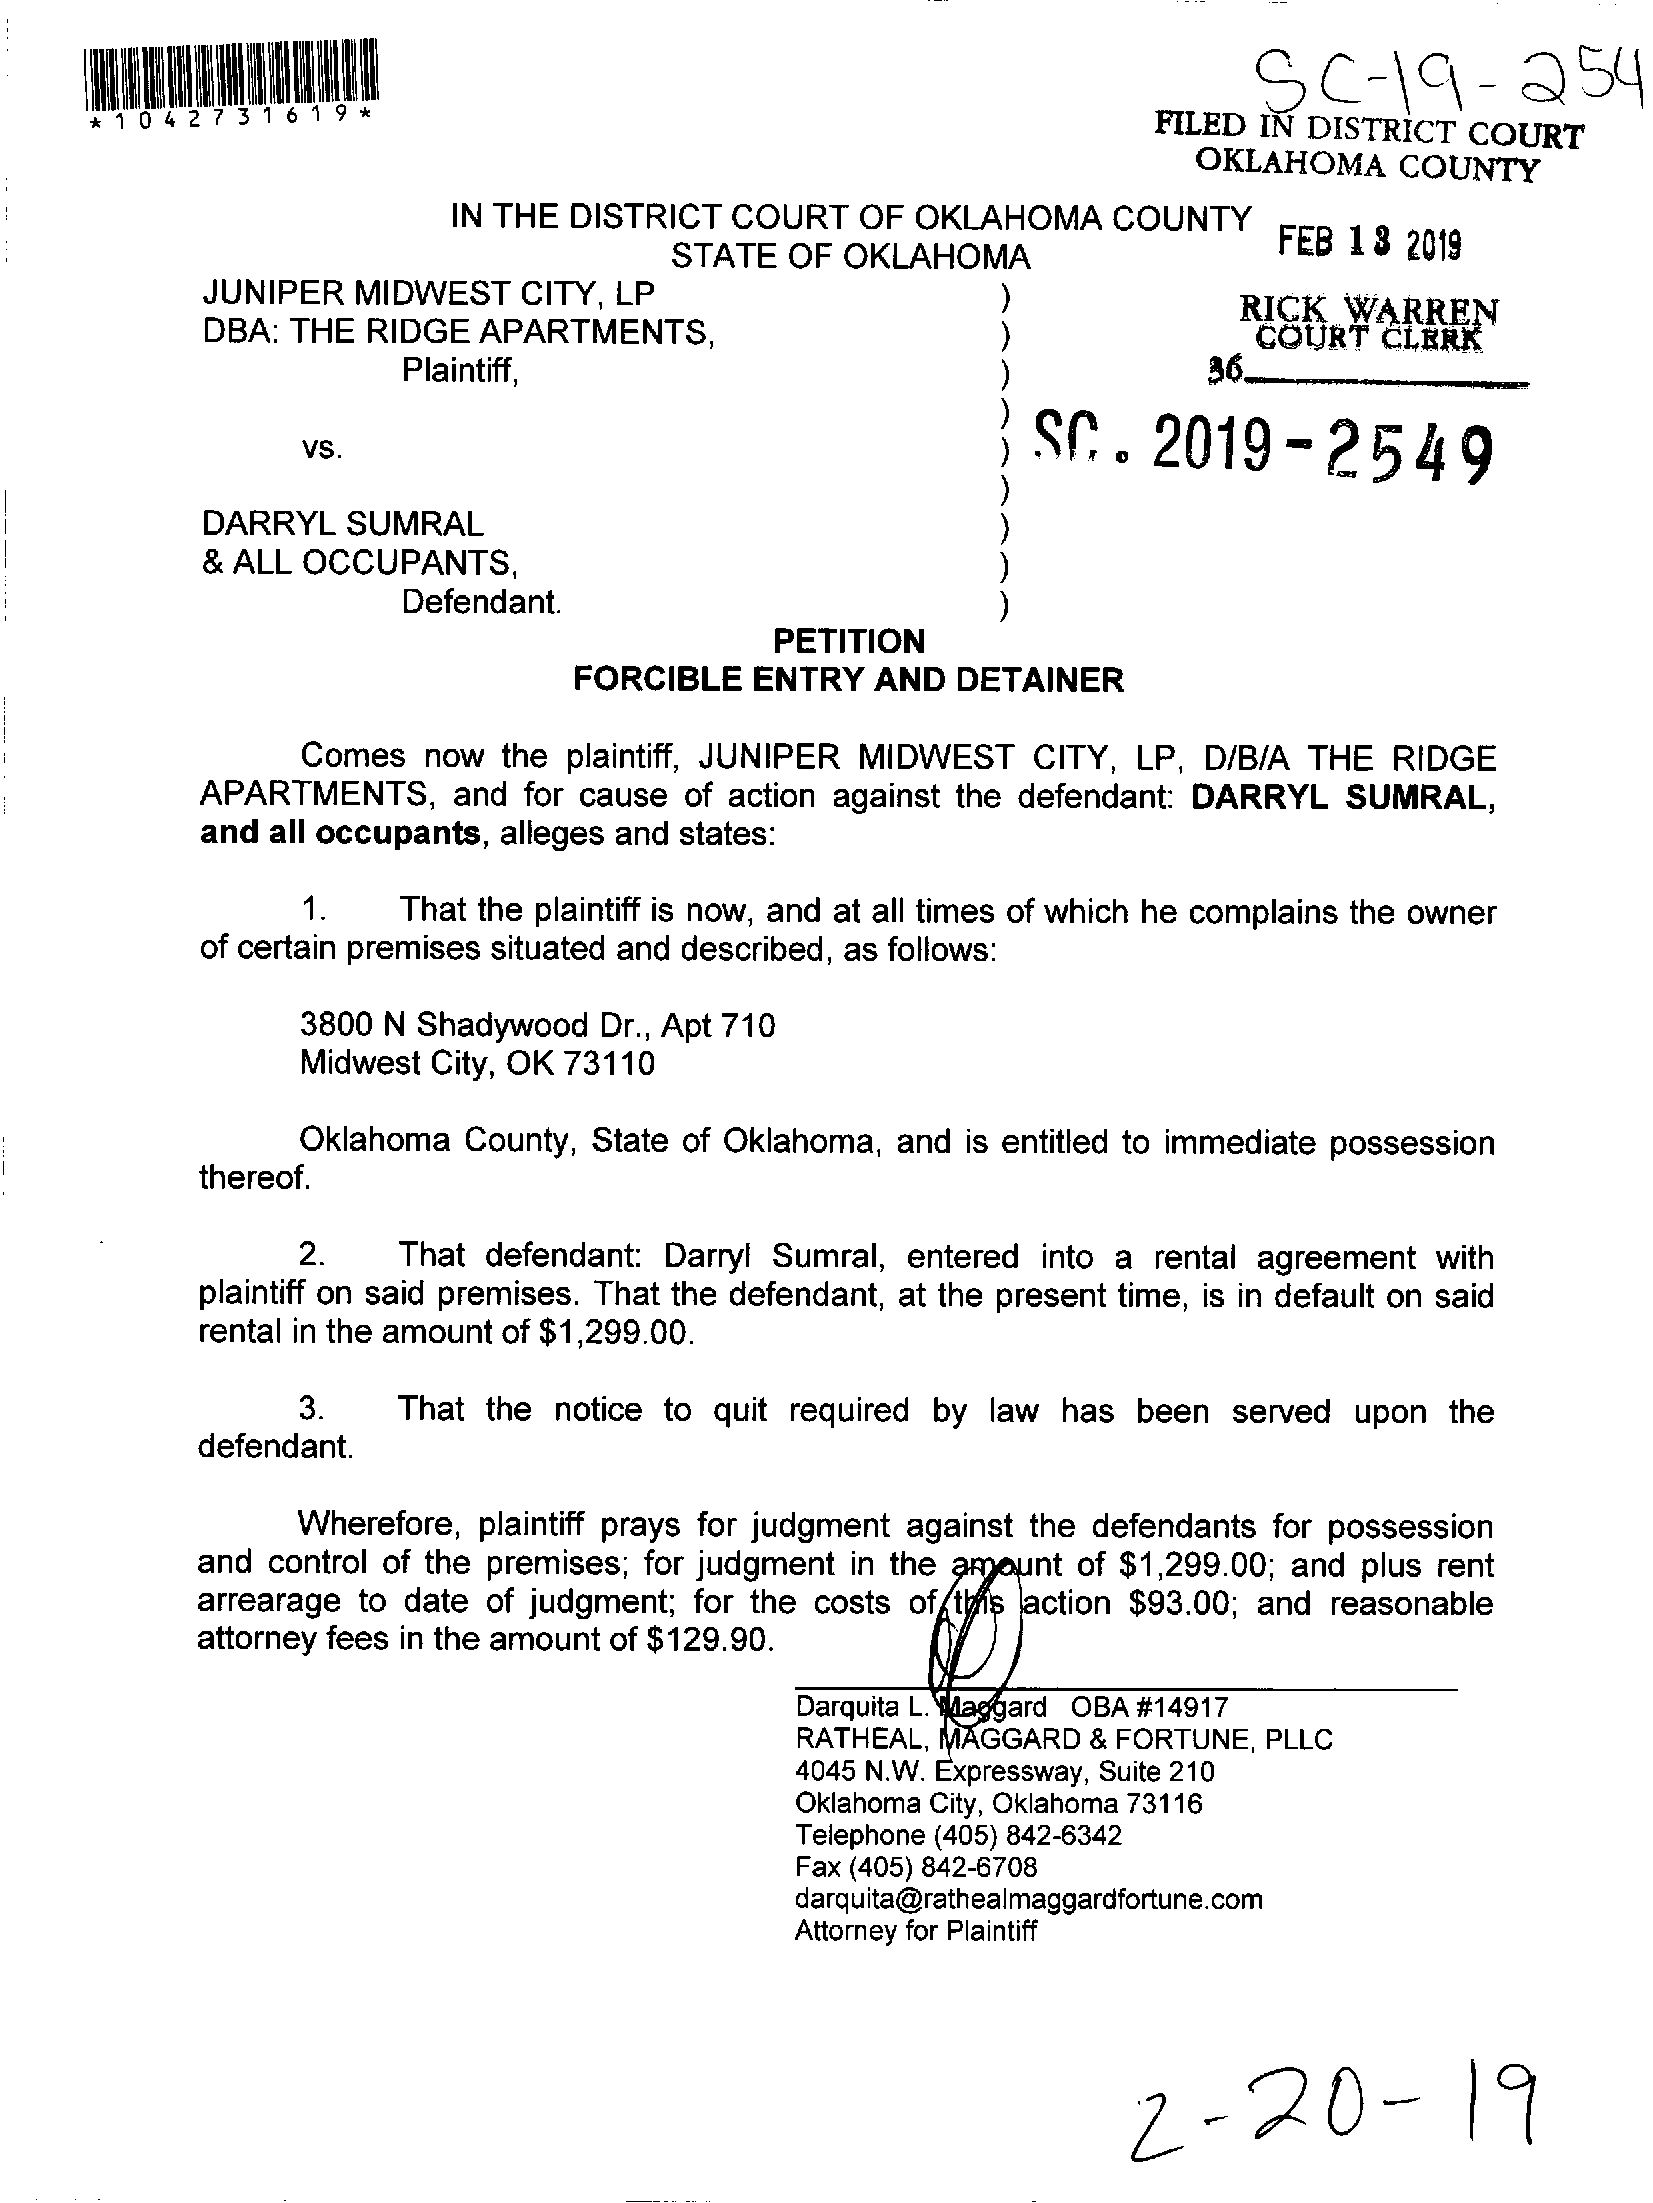 *1042731619*
SC-19-254
FILED IN DISTRICT COURT
OKLAHOMA COUNTY
IN THE DISTRICT COURT OF OKLAHOMA COUNTY
STATE OF OKLAHOMA
FEB 13 2019
JUNIPER MIDWEST CITY, LP )
DBA: THE RIDGE APARTMENTS, )
Plaintiff, )
RICK WARREN
COURT CLERK
36
)
vs. )
SC. 2019-2549
)
DARRYL SUMRAL )
& ALL OCCUPANTS, )
Defendant. )
PETITION
FORCIBLE ENTRY AND DETAINER
Comes now the plaintiff, JUNIPER MIDWEST CITY, LP, D/B/A THE RIDGE
APARTMENTS, and for cause of action against the defendant: DARRYL SUMRAL,
and all occupants, alleges and states:
1. That the plaintiff is now, and at all times of which he complains the owner
of certain premises situated and described, as follows:
3800 N Shadywood Dr., Apt 710
Midwest City, OK 73110
Oklahoma County, State of Oklahoma, and is entitled to immediate possession
thereof.
2. That defendant: Darryl Sumral, entered into a rental agreement with
plaintiff on said premises. That the defendant, at the present time, is in default on said
rental in the amount of $1,299.00.
3. That the notice to quit required by law has been served upon the
defendant.
Wherefore, plaintiff prays for judgment against the defendants for possession
and control of the premises; for judgment in the amount of $1,299.00; and plus rent
arrearage to date of judgment; for the costs of this action $93.00; and reasonable
attorney fees in the amount of $129.90.
Darquita L. Maggard OBA #14917
RATHEAL, MAGGARD & FORTUNE, PLLC
4045 N.W. Expressway, Suite 210
Oklahoma City, Oklahoma 73116
Telephone (405) 842-6342
Fax (405) 842-6708
darquita@rathealmaggardfortune.com
Attorney for Plaintiff
2-20-19